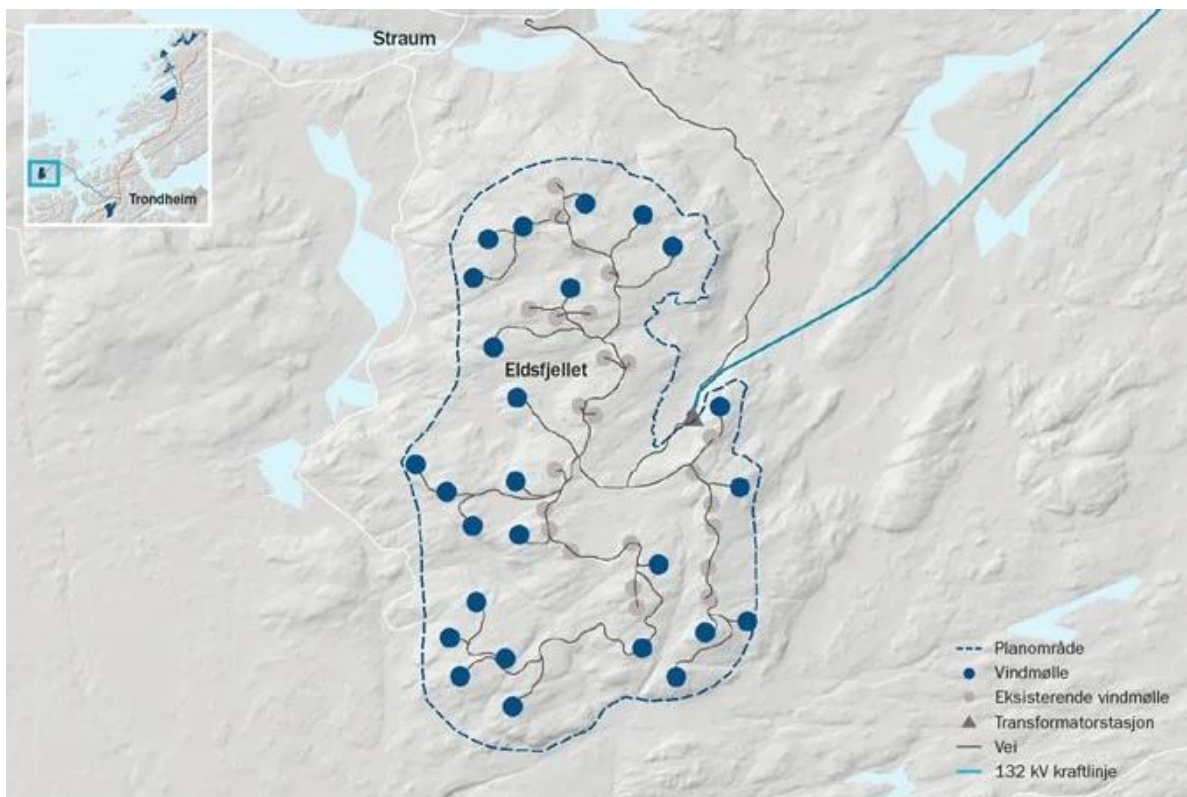 Straum
Trondheim
Eldsfjellet
Planområde
Vindmølle
Eksisterende vindmølle
Transformatorstasjon
Vei
132 kV kraftlinje